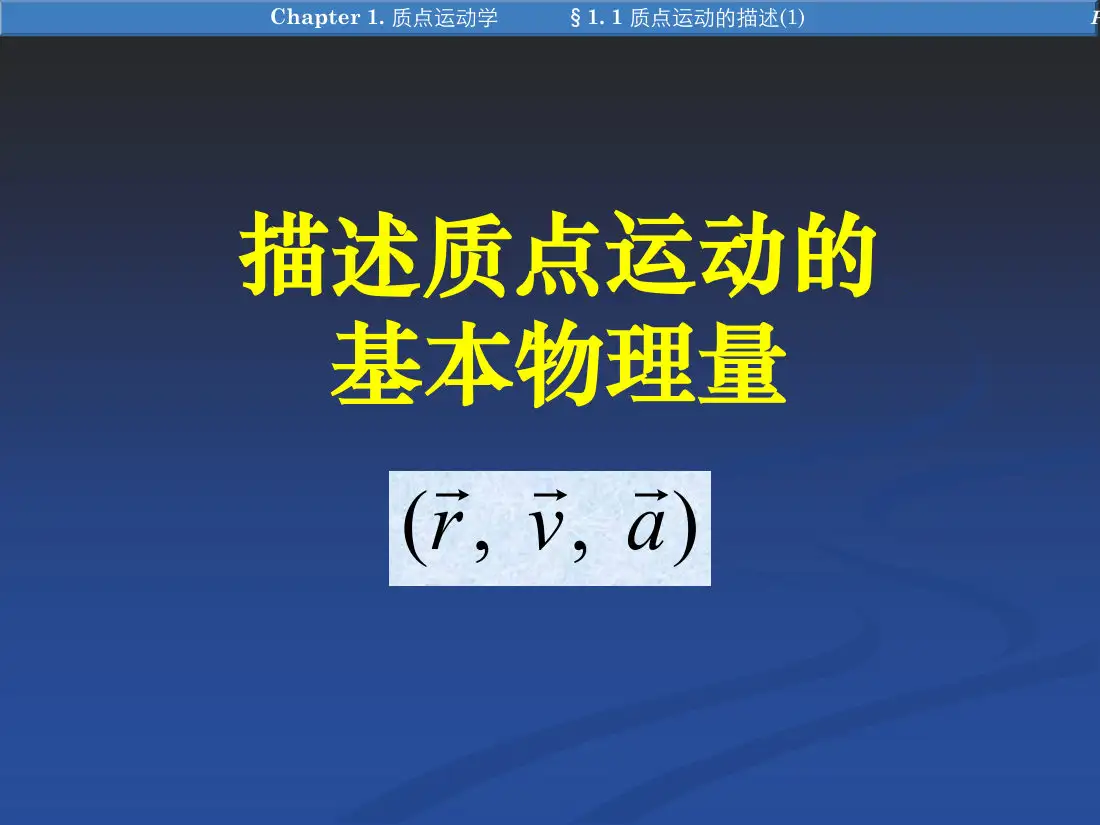 Chapter 1. 质点运动学 §1. 1 质点运动的描述(1)
描述质点运动的
基本物理量
(r⃗, v⃗, a⃗)